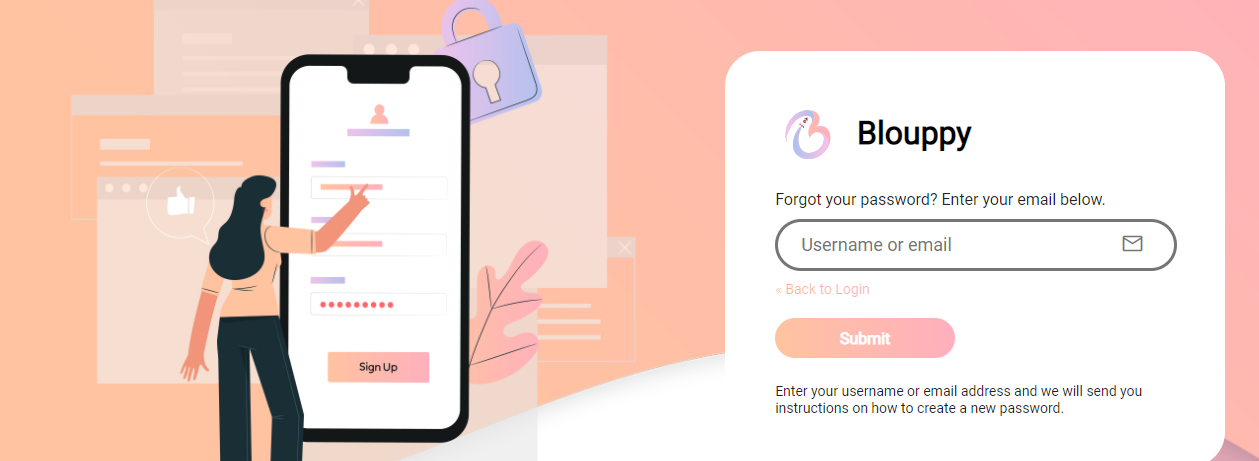 Sign Up
Blouppy
Forgot your password? Enter your email below.
Username or email
« Back to Login
Submit
Enter your username or email address and we will send you
instructions on how to create a new password.